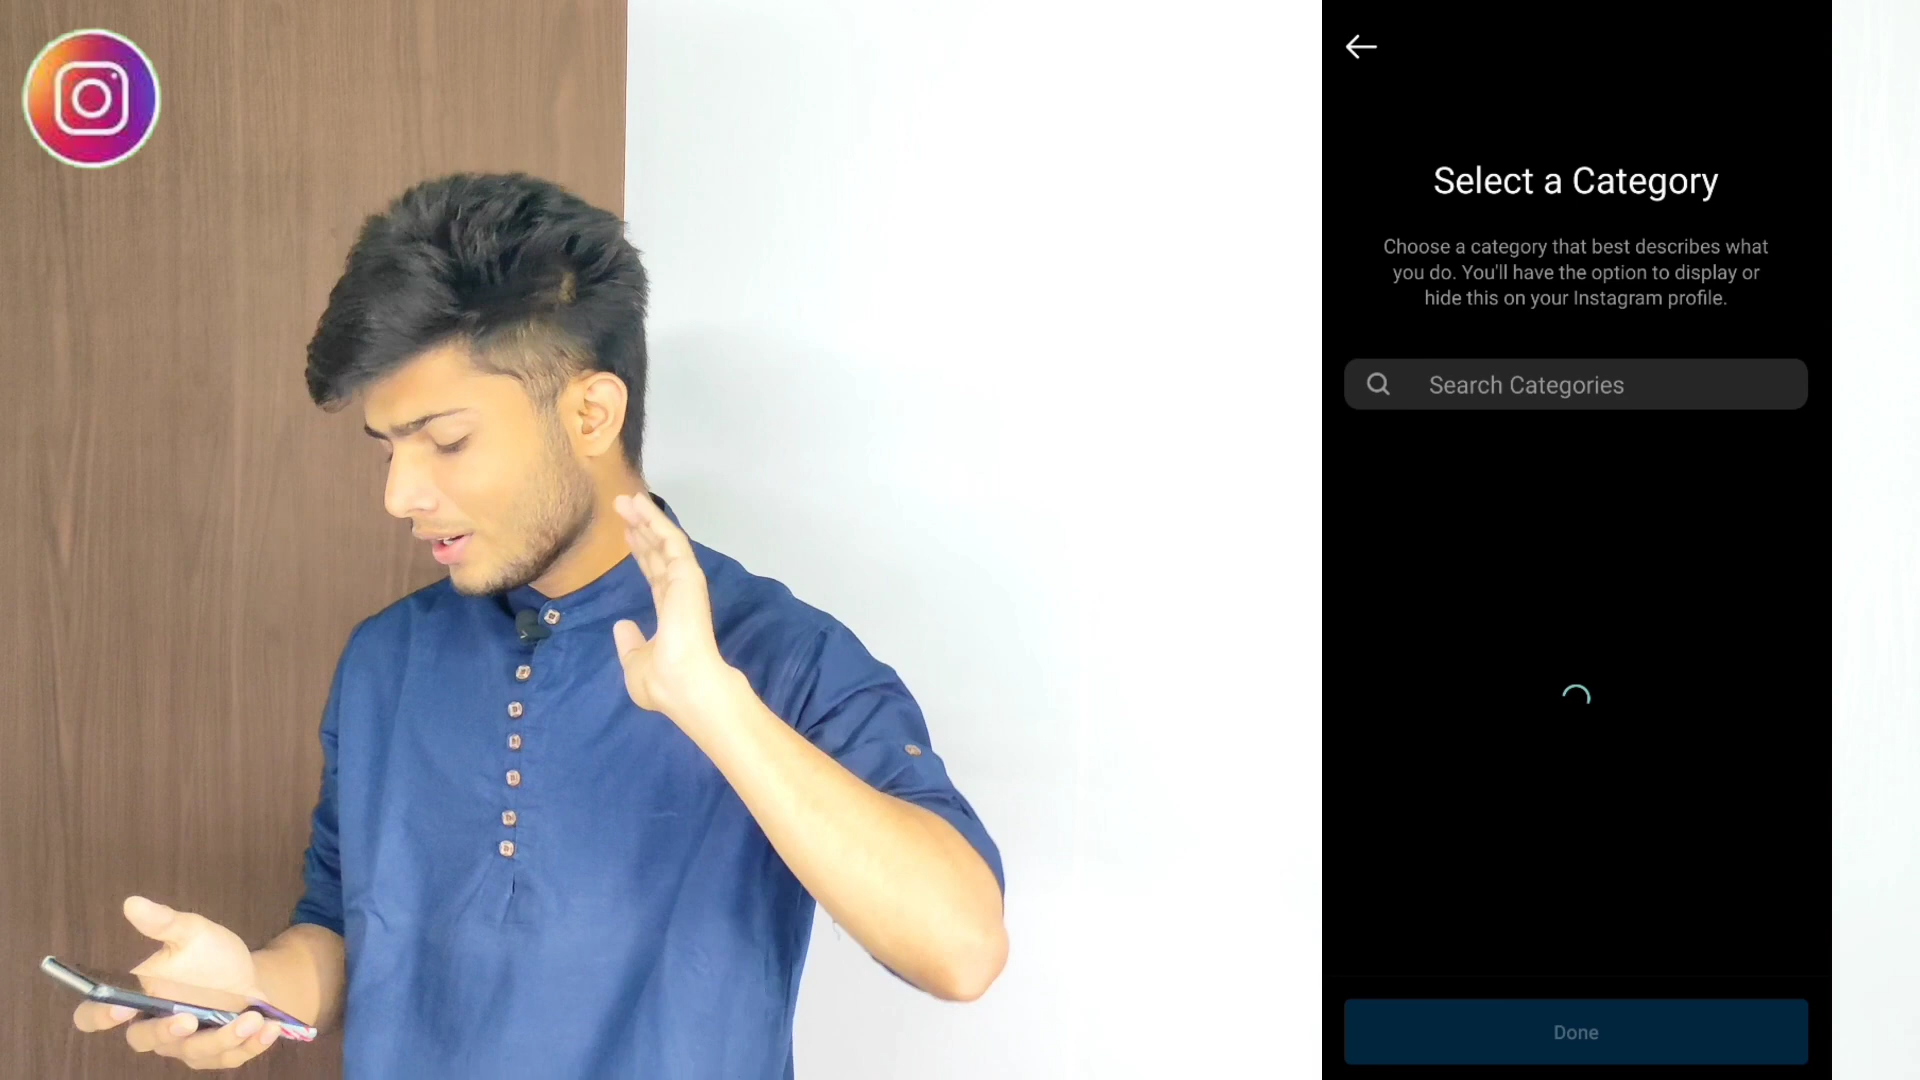 Select a Category
Choose a category that best describes what
you do. You'll have the option to display or
hide this on your Instagram profile.
Search Categories
Done